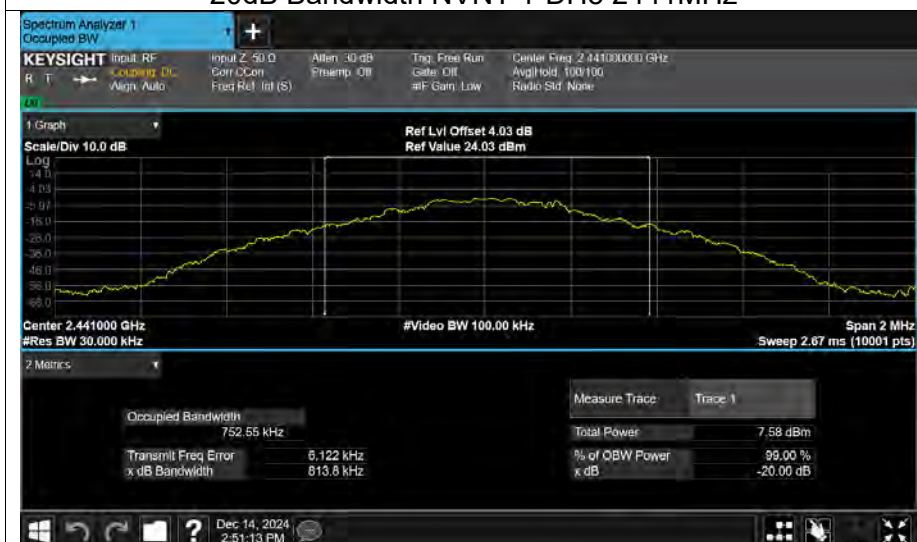 20dB Bandwidth NVNT 1-DH5 2441MHz
Spectrum Analyzer 1
Occupied BW
+
KEYSIGHT Input: RF Input Z: 50 Ω Atten: 30 dB Trig: Free Run Center Freq: 2.441000000 GHz
R T Coupling: DC Corr CCorr Preamp: Off Gate: Off Avg|Hold: 100/100
Align: Auto Freq Ref: Int (S) #IF Gain: Low Radio Std: None
1 Graph
Ref Lvl Offset 4.03 dB
Scale/Div 10.0 dB Ref Value 24.03 dBm
Log
14.0
4.03
-5.97
-16.0
-26.0
-36.0
-46.0
-56.0
-66.0
Center 2.441000 GHz #Video BW 100.00 kHz Span 2 MHz
#Res BW 30.000 kHz Sweep 2.67 ms (10001 pts)
2 Metrics
Measure Trace Trace 1
Occupied Bandwidth
752.55 kHz Total Power 7.58 dBm
Transmit Freq Error 6.122 kHz % of OBW Power 99.00 %
x dB Bandwidth 813.8 kHz x dB -20.00 dB
? Dec 14, 2024
2:51:13 PM